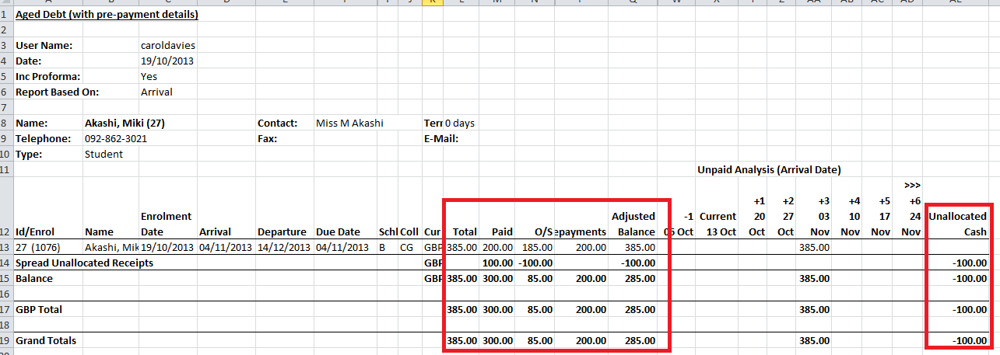 1 Aged Debt (with pre-payment details)
2
3 User Name: caroldavies
4 Date: 19/10/2013
5 Inc Proforma: Yes
6 Report Based On: Arrival
7
8 Name: Akashi, Miki (27) Contact: Miss M Akashi Terr 0 days
9 Telephone: 092-862-3021 Fax: E-Mail:
10 Type: Student
11 Unpaid Analysis (Arrival Date)
>>>
+1 +2 +3 +4 +5 +6
Enrolment Adjusted -1 Current 20 27 03 10 17 24 Unallocated
12 Id/Enrol Name Date Arrival Departure Due Date Schl Coll Cur Total Paid O/S epayments Balance Oct 13 Oct Oct Oct Nov Nov Nov Nov Cash
13 27 (1076) Akashi, Mik 19/10/2013 04/11/2013 14/12/2013 04/11/2013 B CG GBP 385.00 200.00 185.00 200.00 385.00 385.00
14 Spread Unallocated Receipts GBP 100.00 -100.00 -100.00 -100.00
15 Balance GBP 385.00 300.00 85.00 200.00 285.00 385.00 -100.00
16
17 GBP Total 385.00 300.00 85.00 200.00 285.00 385.00 -100.00
18
19 Grand Totals 385.00 300.00 85.00 200.00 285.00 385.00 -100.00